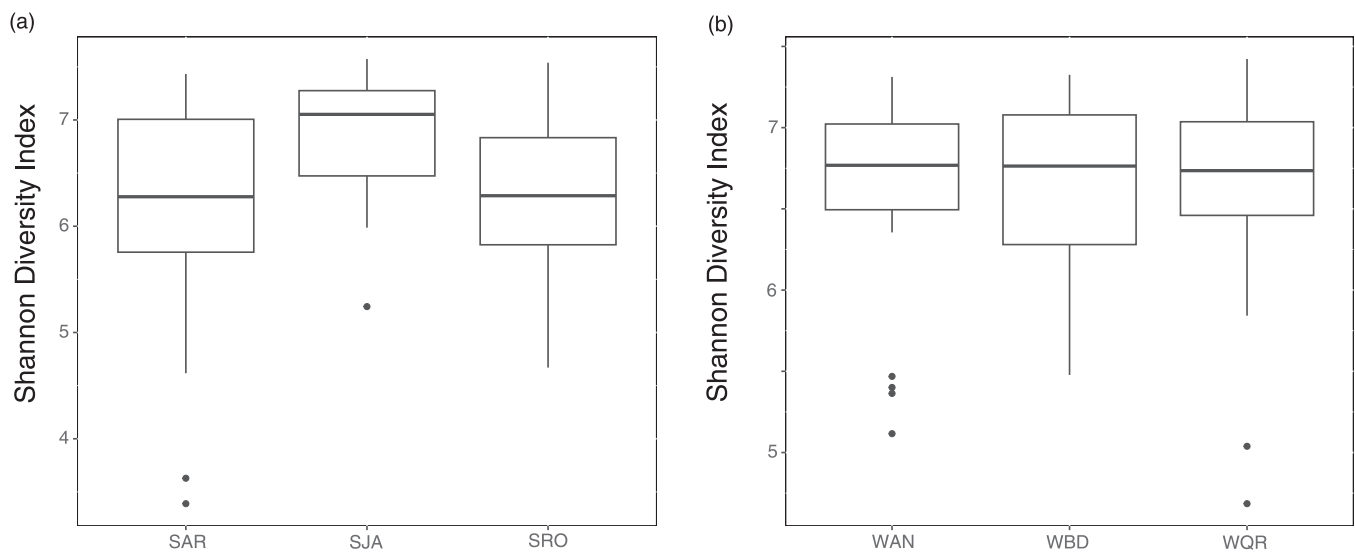 (a)
Shannon Diversity Index
7
6
5
4
SAR SJA SRO
(b)
Shannon Diversity Index
7
6
5
WAN WBD WQR